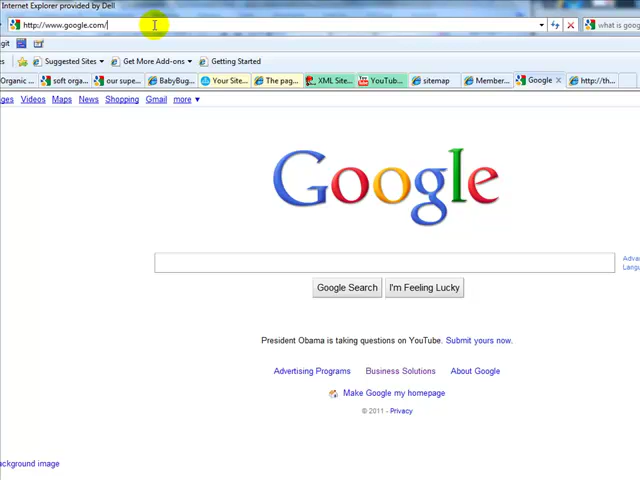 Internet Explorer provided by Dell
http://www.google.com/
what is goog
git
Suggested Sites Get More Add-ons Getting Started
Organic ... soft orga... our supe... BabyBug... Your Site... The pag... XML Site... YouTub... sitemap Member... Google http://th...
ges Videos Maps News Shopping Gmail more
Google
Adva
Langu
Google Search I'm Feeling Lucky
President Obama is taking questions on YouTube. Submit yours now.
Advertising Programs Business Solutions About Google
Make Google my homepage
© 2011 - Privacy
ackground image